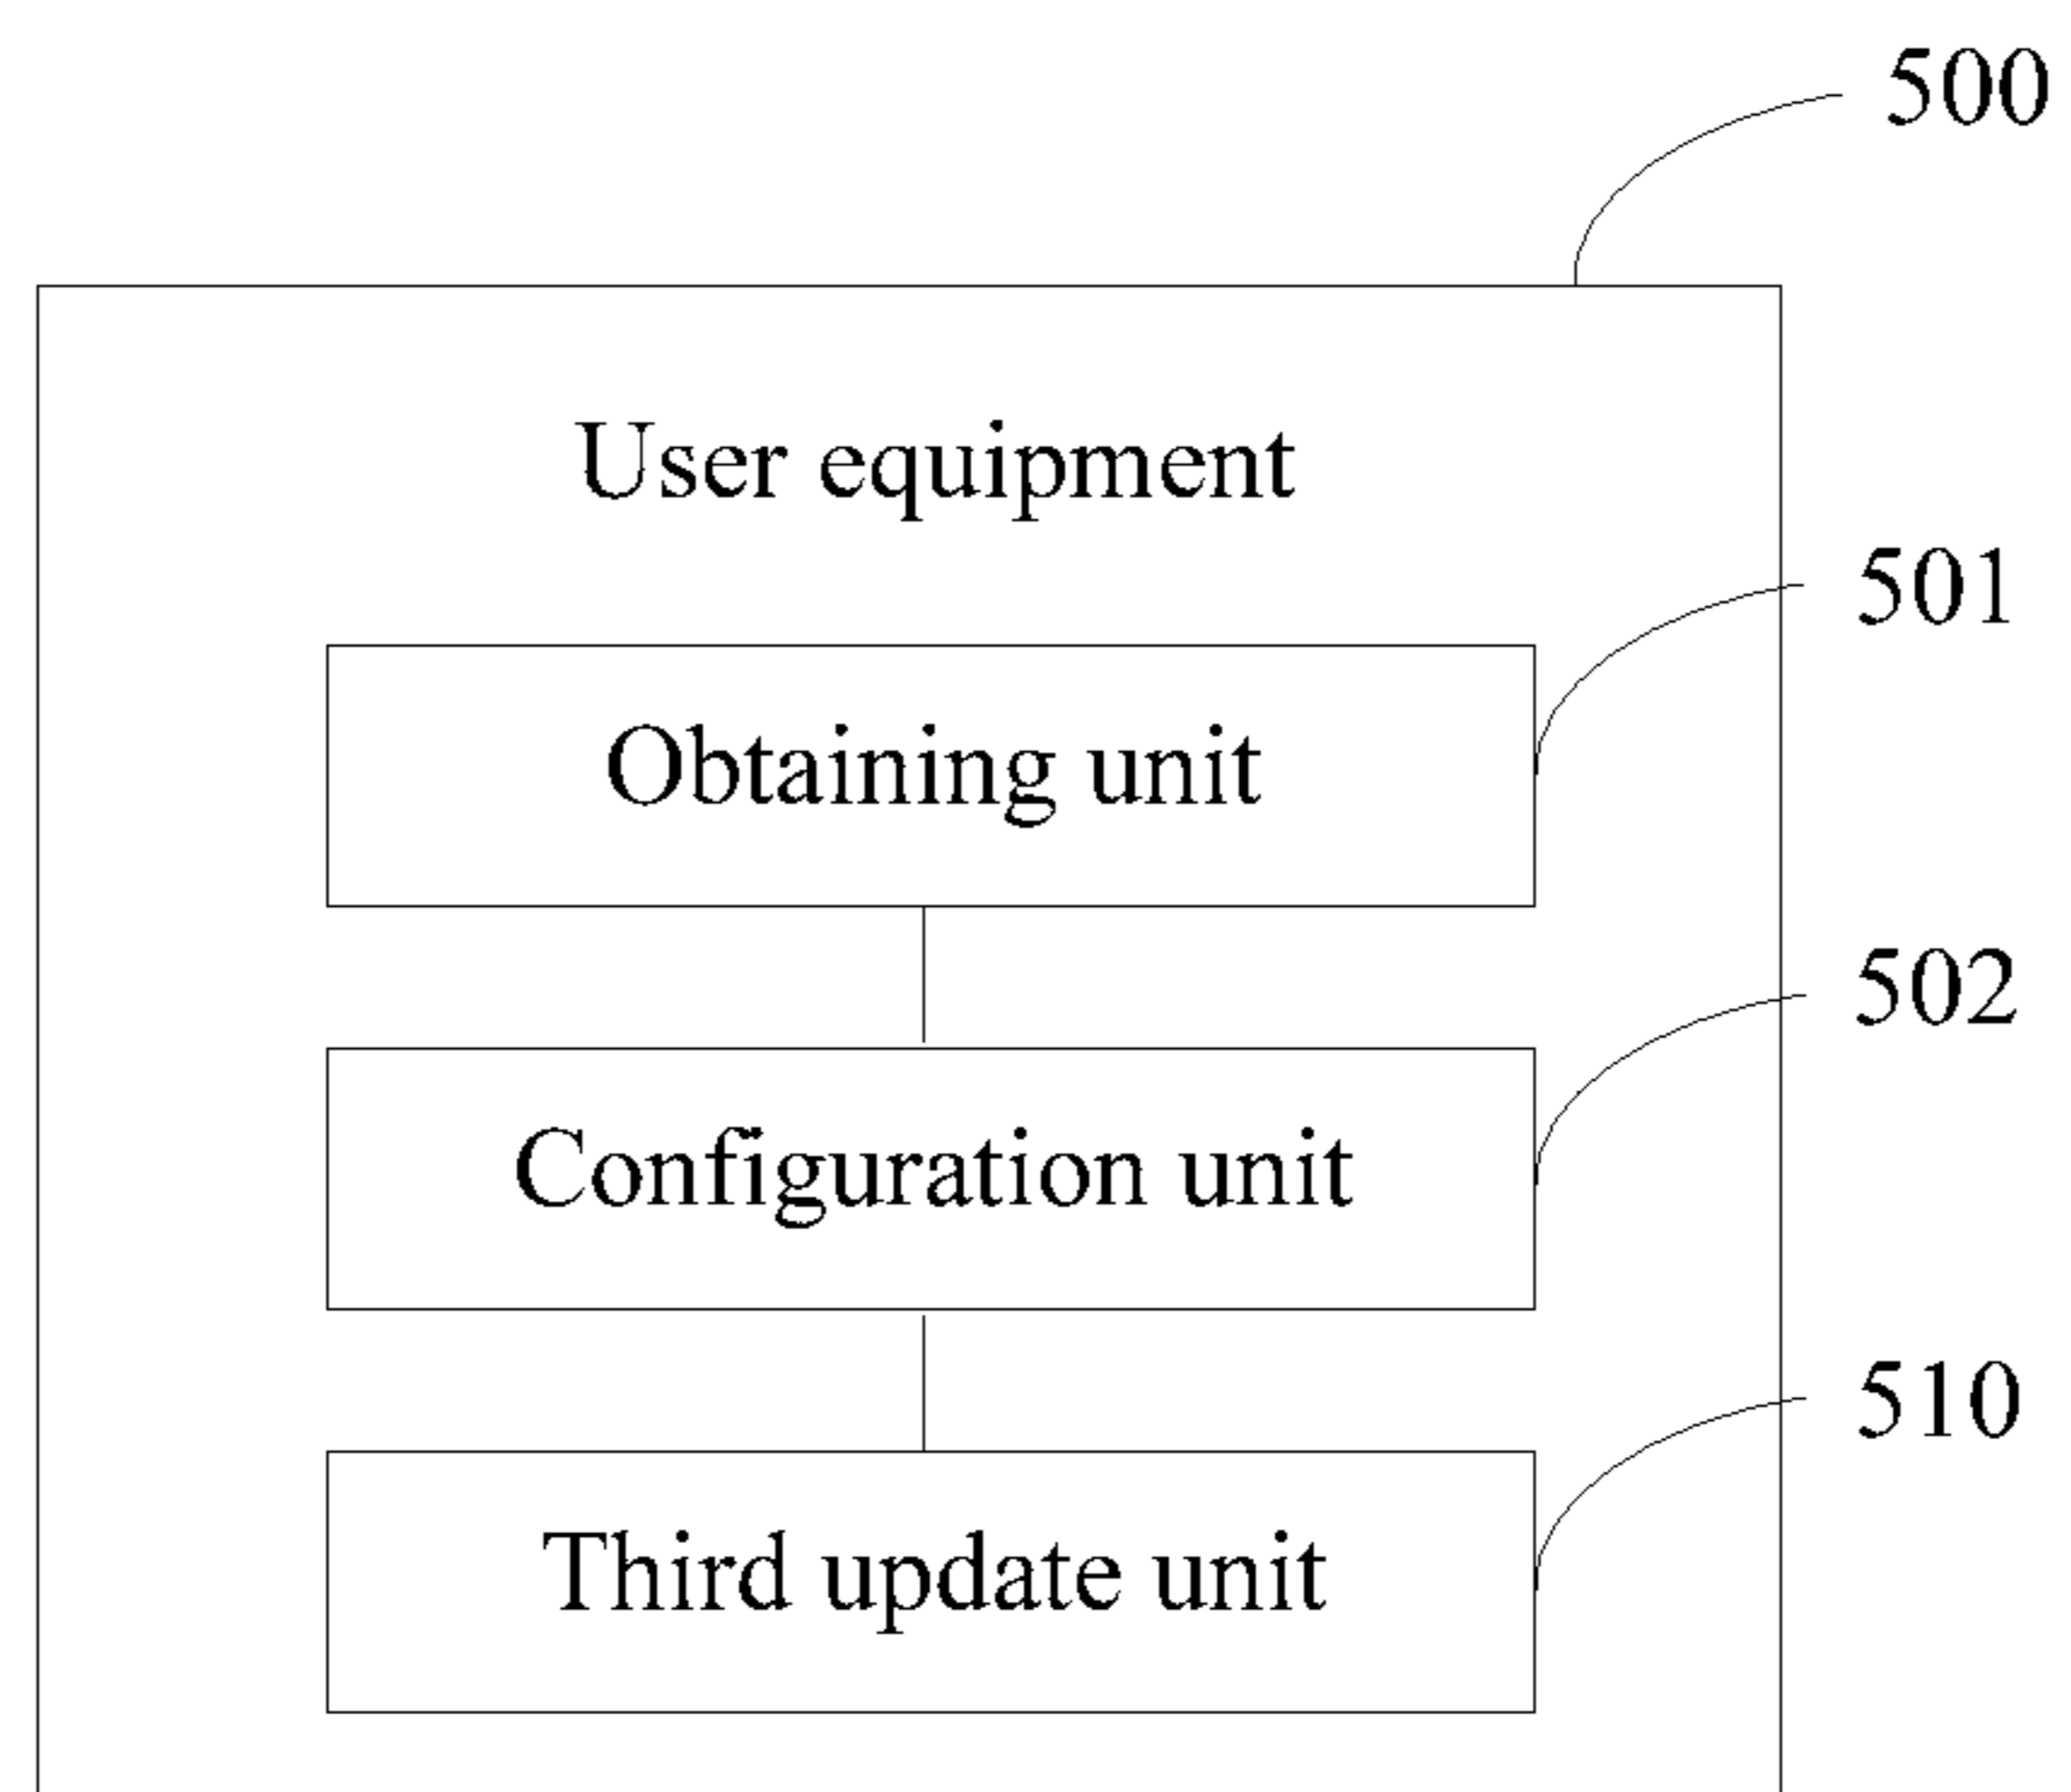 500
User equipment
501
Obtaining unit
502
Configuration unit
510
Third update unit